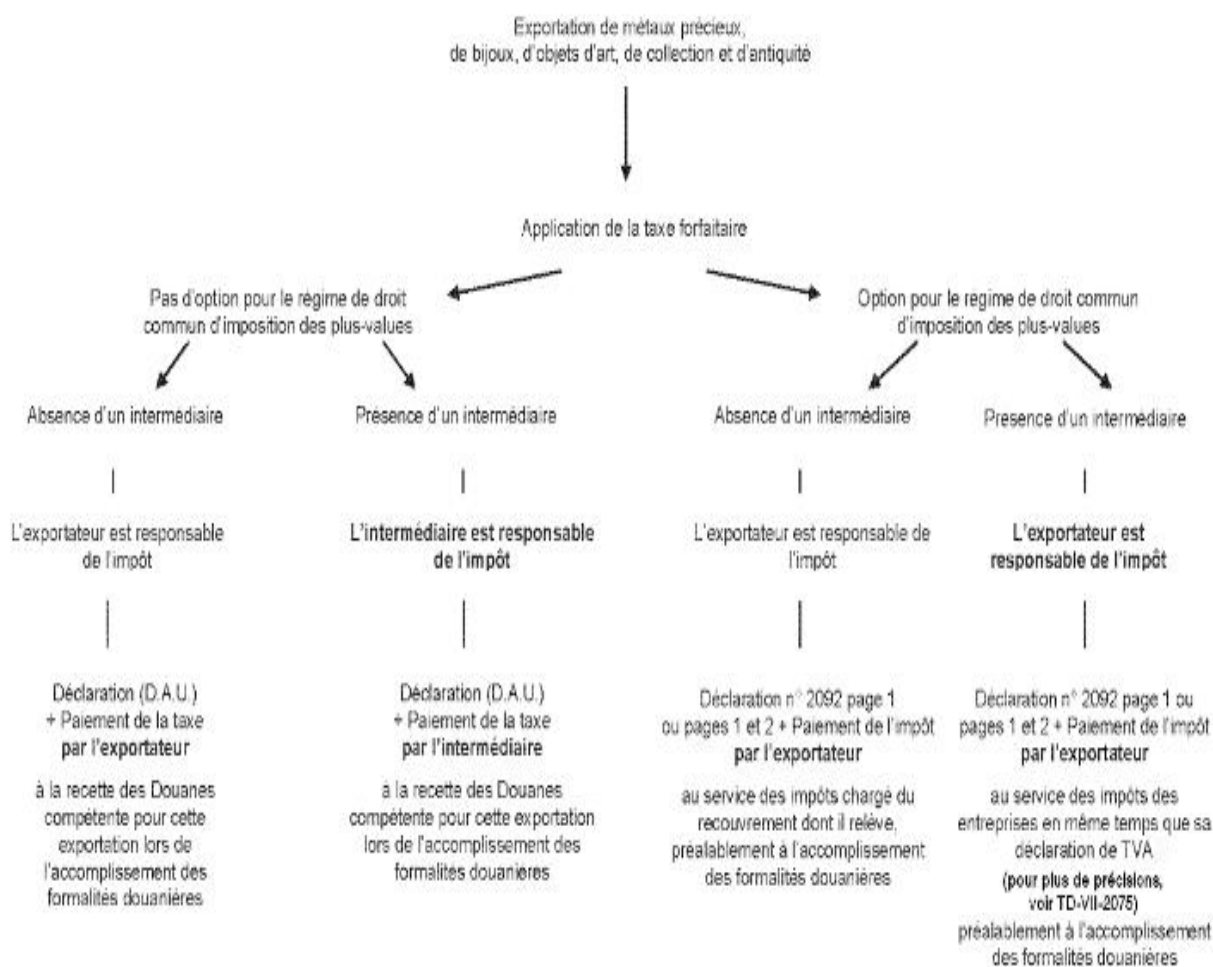 Exportation de métaux précieux,
de bijoux, d'objets d'art, de collection et d'antiquité
Application de la taxe forfaitaire
Pas d'option pour le régime de droit
commun d'imposition des plus-values
Option pour le regime de droit commun
d'imposition des plus-values
Absence d'un intermédiaire
Présence d'un intermédiaire
Absence d'un intermédiaire
Presence d'un intermédiaire
L'exportateur est responsable
de l'impôt
L'intermédiaire est responsable
de l'impôt
L'exportateur est responsable de
l'impôt
L'exportateur est
responsable de l'impôt
Déclaration (D.A.U.)
+ Paiement de la taxe
par l'exportateur
à la recette des Douanes
compétente pour cette
exportation lors de
l'accomplissement des
formalités douanières
Déclaration (D.A.U.)
+ Paiement de la taxe
par l'intermédiaire
à la recette des Douanes
compétente pour cette exportation
lors de l'accomplissement des
formalités douanières
Déclaration n° 2092 page 1
ou pages 1 et 2 + Paiement de l'impôt
par l'exportateur
au service des impôts chargé du
recouvrement dont il relève,
préalablement à l'accomplissement
des formalités douanières
Déclaration n° 2092 page 1 ou
pages 1 et 2 + Paiement de l'impôt
par l'exportateur
au service des impôts des
entreprises en même temps que sa
déclaration de TVA
(pour plus de précisions,
voir TD-VII-2075)
préalablement à l'accomplissement
des formalités douanières